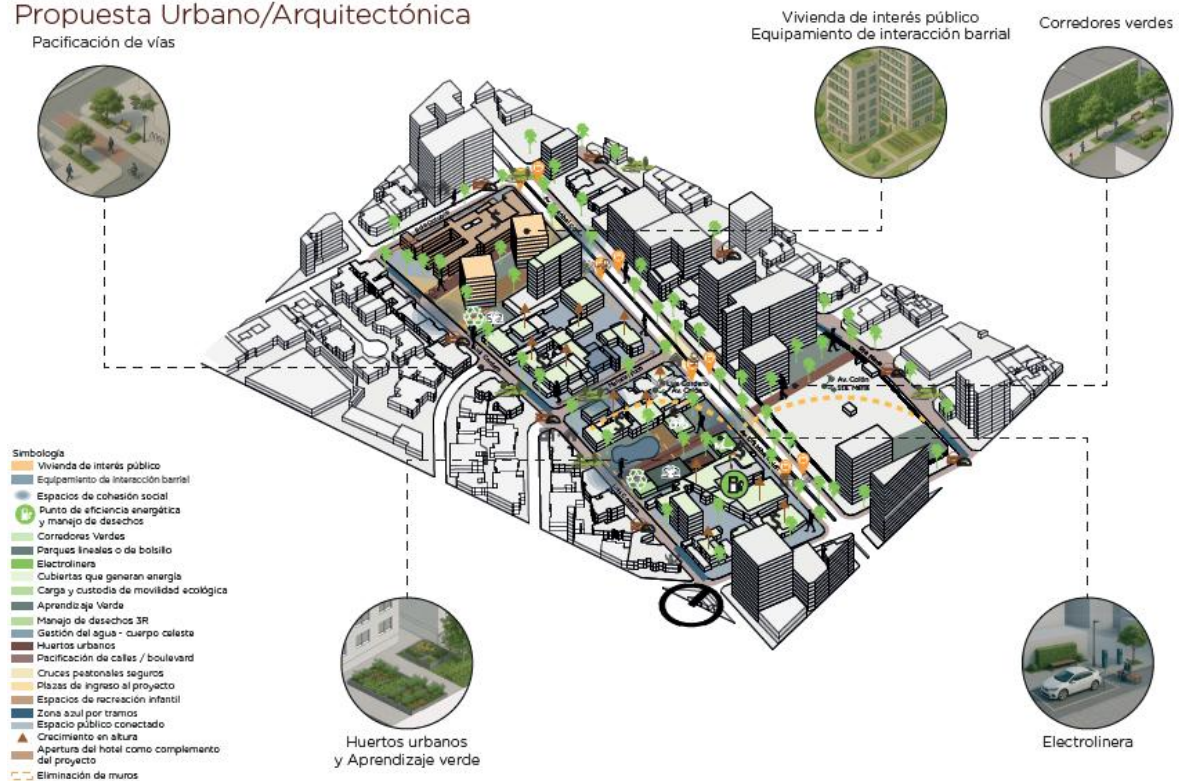 Propuesta Urbano/Arquitectónica
Pacificación de vías
Vivienda de interés público
Equipamiento de interacción barrial
Corredores verdes
Luis Cordero
Av. Colón
Simbología
Vivienda de interés público
Equipamiento de interacción barrial
Espacios de cohesión social
Punto de eficiencia energética
y manejo de desechos
Corredores Verdes
Parques lineales o de bolsillo
Electrolinera
Cubiertas que generan energía
Carga y custodia de movilidad ecológica
Aprendizaje Verde
Manejo de desechos 3R
Gestión del agua - cuerpo celeste
Huertos urbanos
Pacificación de calles / boulevard
Cruces peatonales seguros
Plazas de ingreso al proyecto
Espacios de recreación infantil
Zona azul por tramos
Espacio público conectado
Crecimiento en altura
Apertura del hotel como complemento
del proyecto
Eliminación de muros
Huertos urbanos
y Aprendizaje verde
Electrolinera